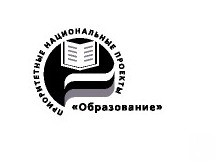 ПРИОРИТЕТНЫЕ НАЦИОНАЛЬНЫЕ ПРОЕКТЫ
«Образование»